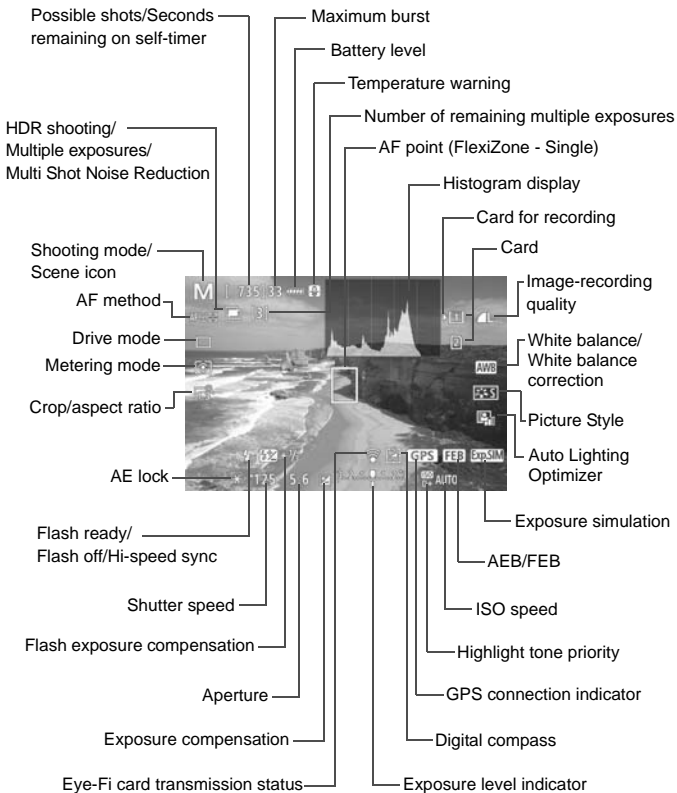 Possible shots/Seconds
remaining on self-timer
Maximum burst
Battery level
Temperature warning
Number of remaining multiple exposures
HDR shooting/
Multiple exposures/
Multi Shot Noise Reduction
AF point (FlexiZone - Single)
Histogram display
Card for recording
Card
Shooting mode/
Scene icon
Image-recording
quality
AF method
Drive mode
Metering mode
Crop/aspect ratio
White balance/
White balance
correction
Picture Style
Auto Lighting
Optimizer
M [ 735] 33
[ 3]
1
L
2
AWB
S
GPS FEB Exp.SIM
125 5.6
ISO
D+ AUTO
AE lock
Flash ready/
Flash off/Hi-speed sync
Shutter speed
Flash exposure compensation
Aperture
Exposure compensation
Eye-Fi card transmission status
Exposure simulation
AEB/FEB
ISO speed
Highlight tone priority
GPS connection indicator
Digital compass
Exposure level indicator